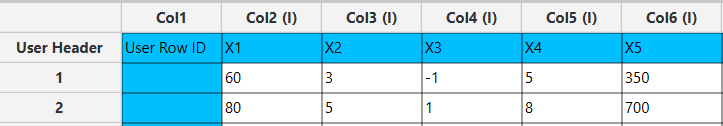 Col1 Col2 (I) Col3 (I) Col4 (I) Col5 (I) Col6 (I)
User Header User Row ID X1 X2 X3 X4 X5
1 60 3 -1 5 350
2 80 5 1 8 700